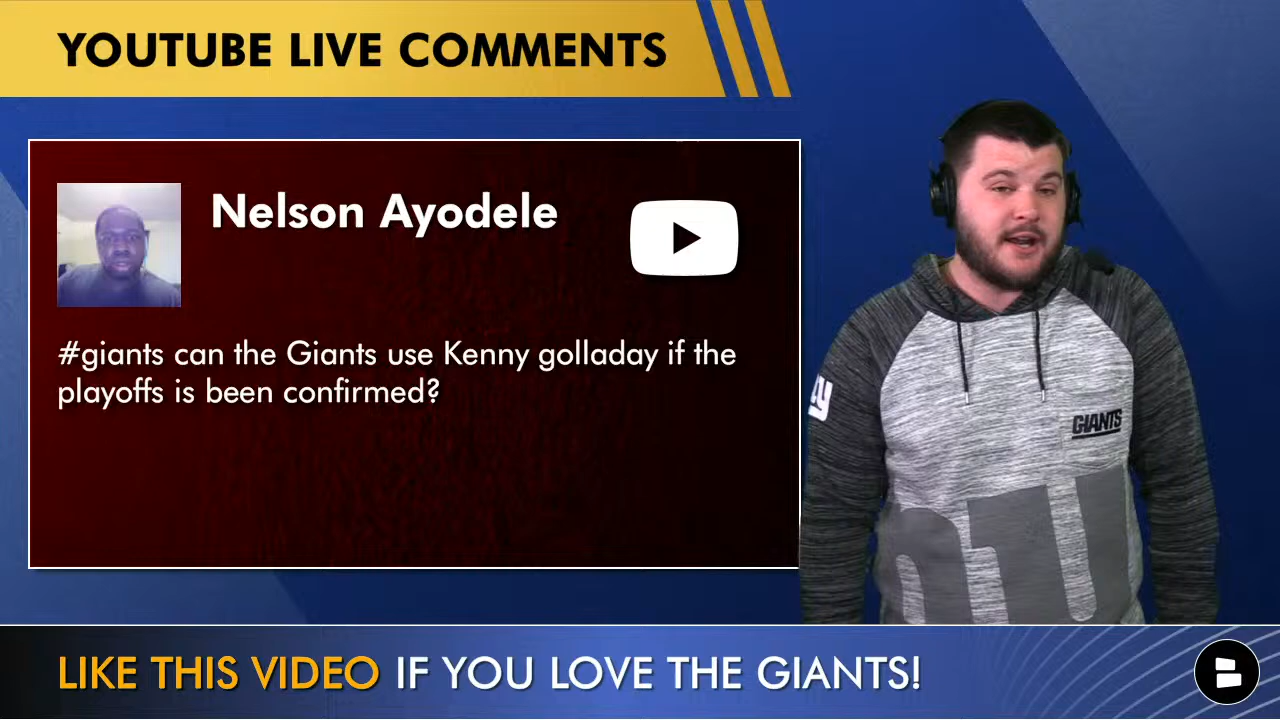 YOUTUBE LIVE COMMENTS
Nelson Ayodele
#giants can the Giants use Kenny golladay if the
playoffs is been confirmed?
GIANTS
ny
LIKE THIS VIDEO IF YOU LOVE THE GIANTS!